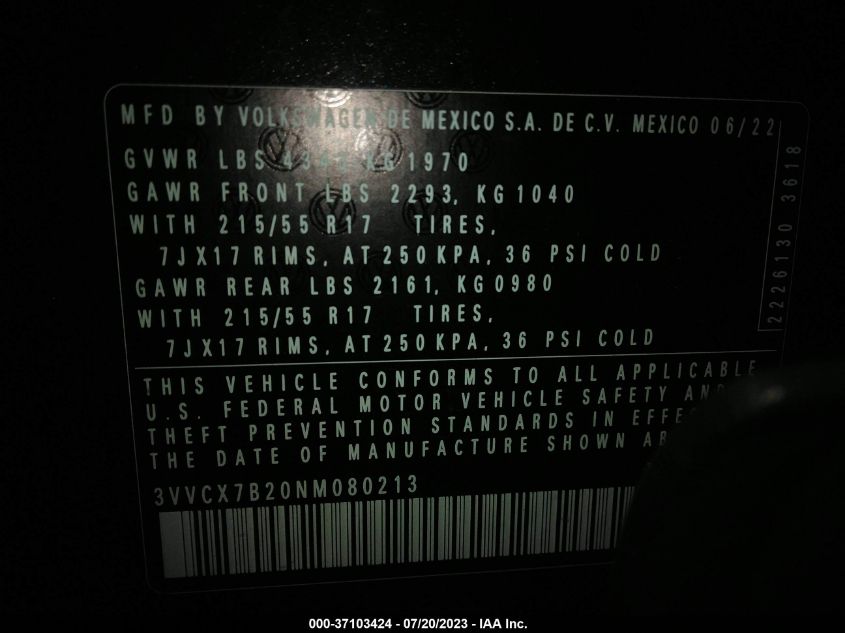 MFD BY VOLKSWAGEN DE MEXICO S.A. DE C.V. MEXICO 06/22
GVWR LBS 4343 KG 1970
GAWR FRONT LBS 2293, KG 1040
WITH 215/55 R17 TIRES,
7JX17 RIMS, AT 250 KPA, 36 PSI COLD
GAWR REAR LBS 2161, KG 0980
WITH 215/55 R17 TIRES,
7JX17 RIMS, AT 250 KPA, 36 PSI COLD
THIS VEHICLE CONFORMS TO ALL APPLICABLE
U.S. FEDERAL MOTOR VEHICLE SAFETY AND
THEFT PREVENTION STANDARDS IN EFFE
THE DATE OF MANUFACTURE SHOWN AB
3VVCX7B20NM080213
2226130 3618
000-37103424 - 07/20/2023 - IAA Inc.